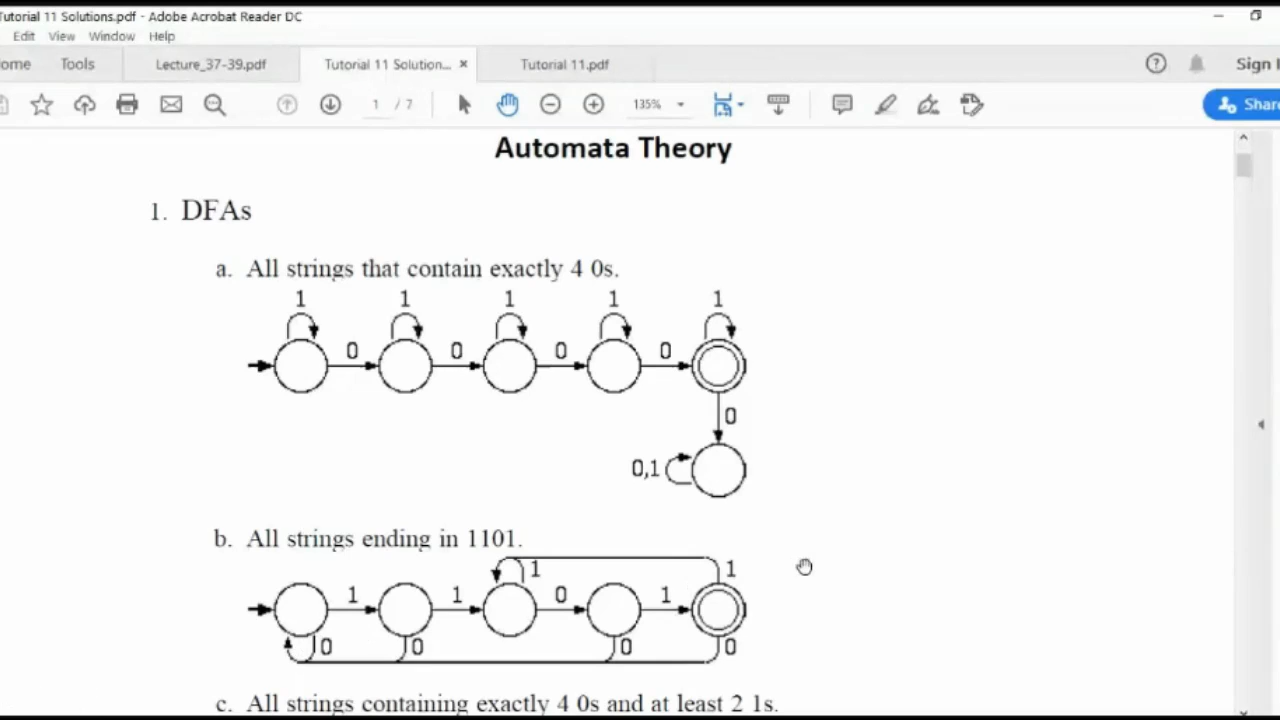 Tutorial 11 Solutions.pdf - Adobe Acrobat Reader DC
Edit View Window Help
ome Tools Lecture_37-39.pdf Tutorial 11 Solution... × Tutorial 11.pdf Sign I
1 / 7 135% Shar
Automata Theory
1. DFAs
a. All strings that contain exactly 4 0s.
1 1 1 1 1
0 0 0 0
0
0,1
b. All strings ending in 1101.
1 1
1 1 0 1
0 0 0 0
c. All strings containing exactly 4 0s and at least 2 1s.